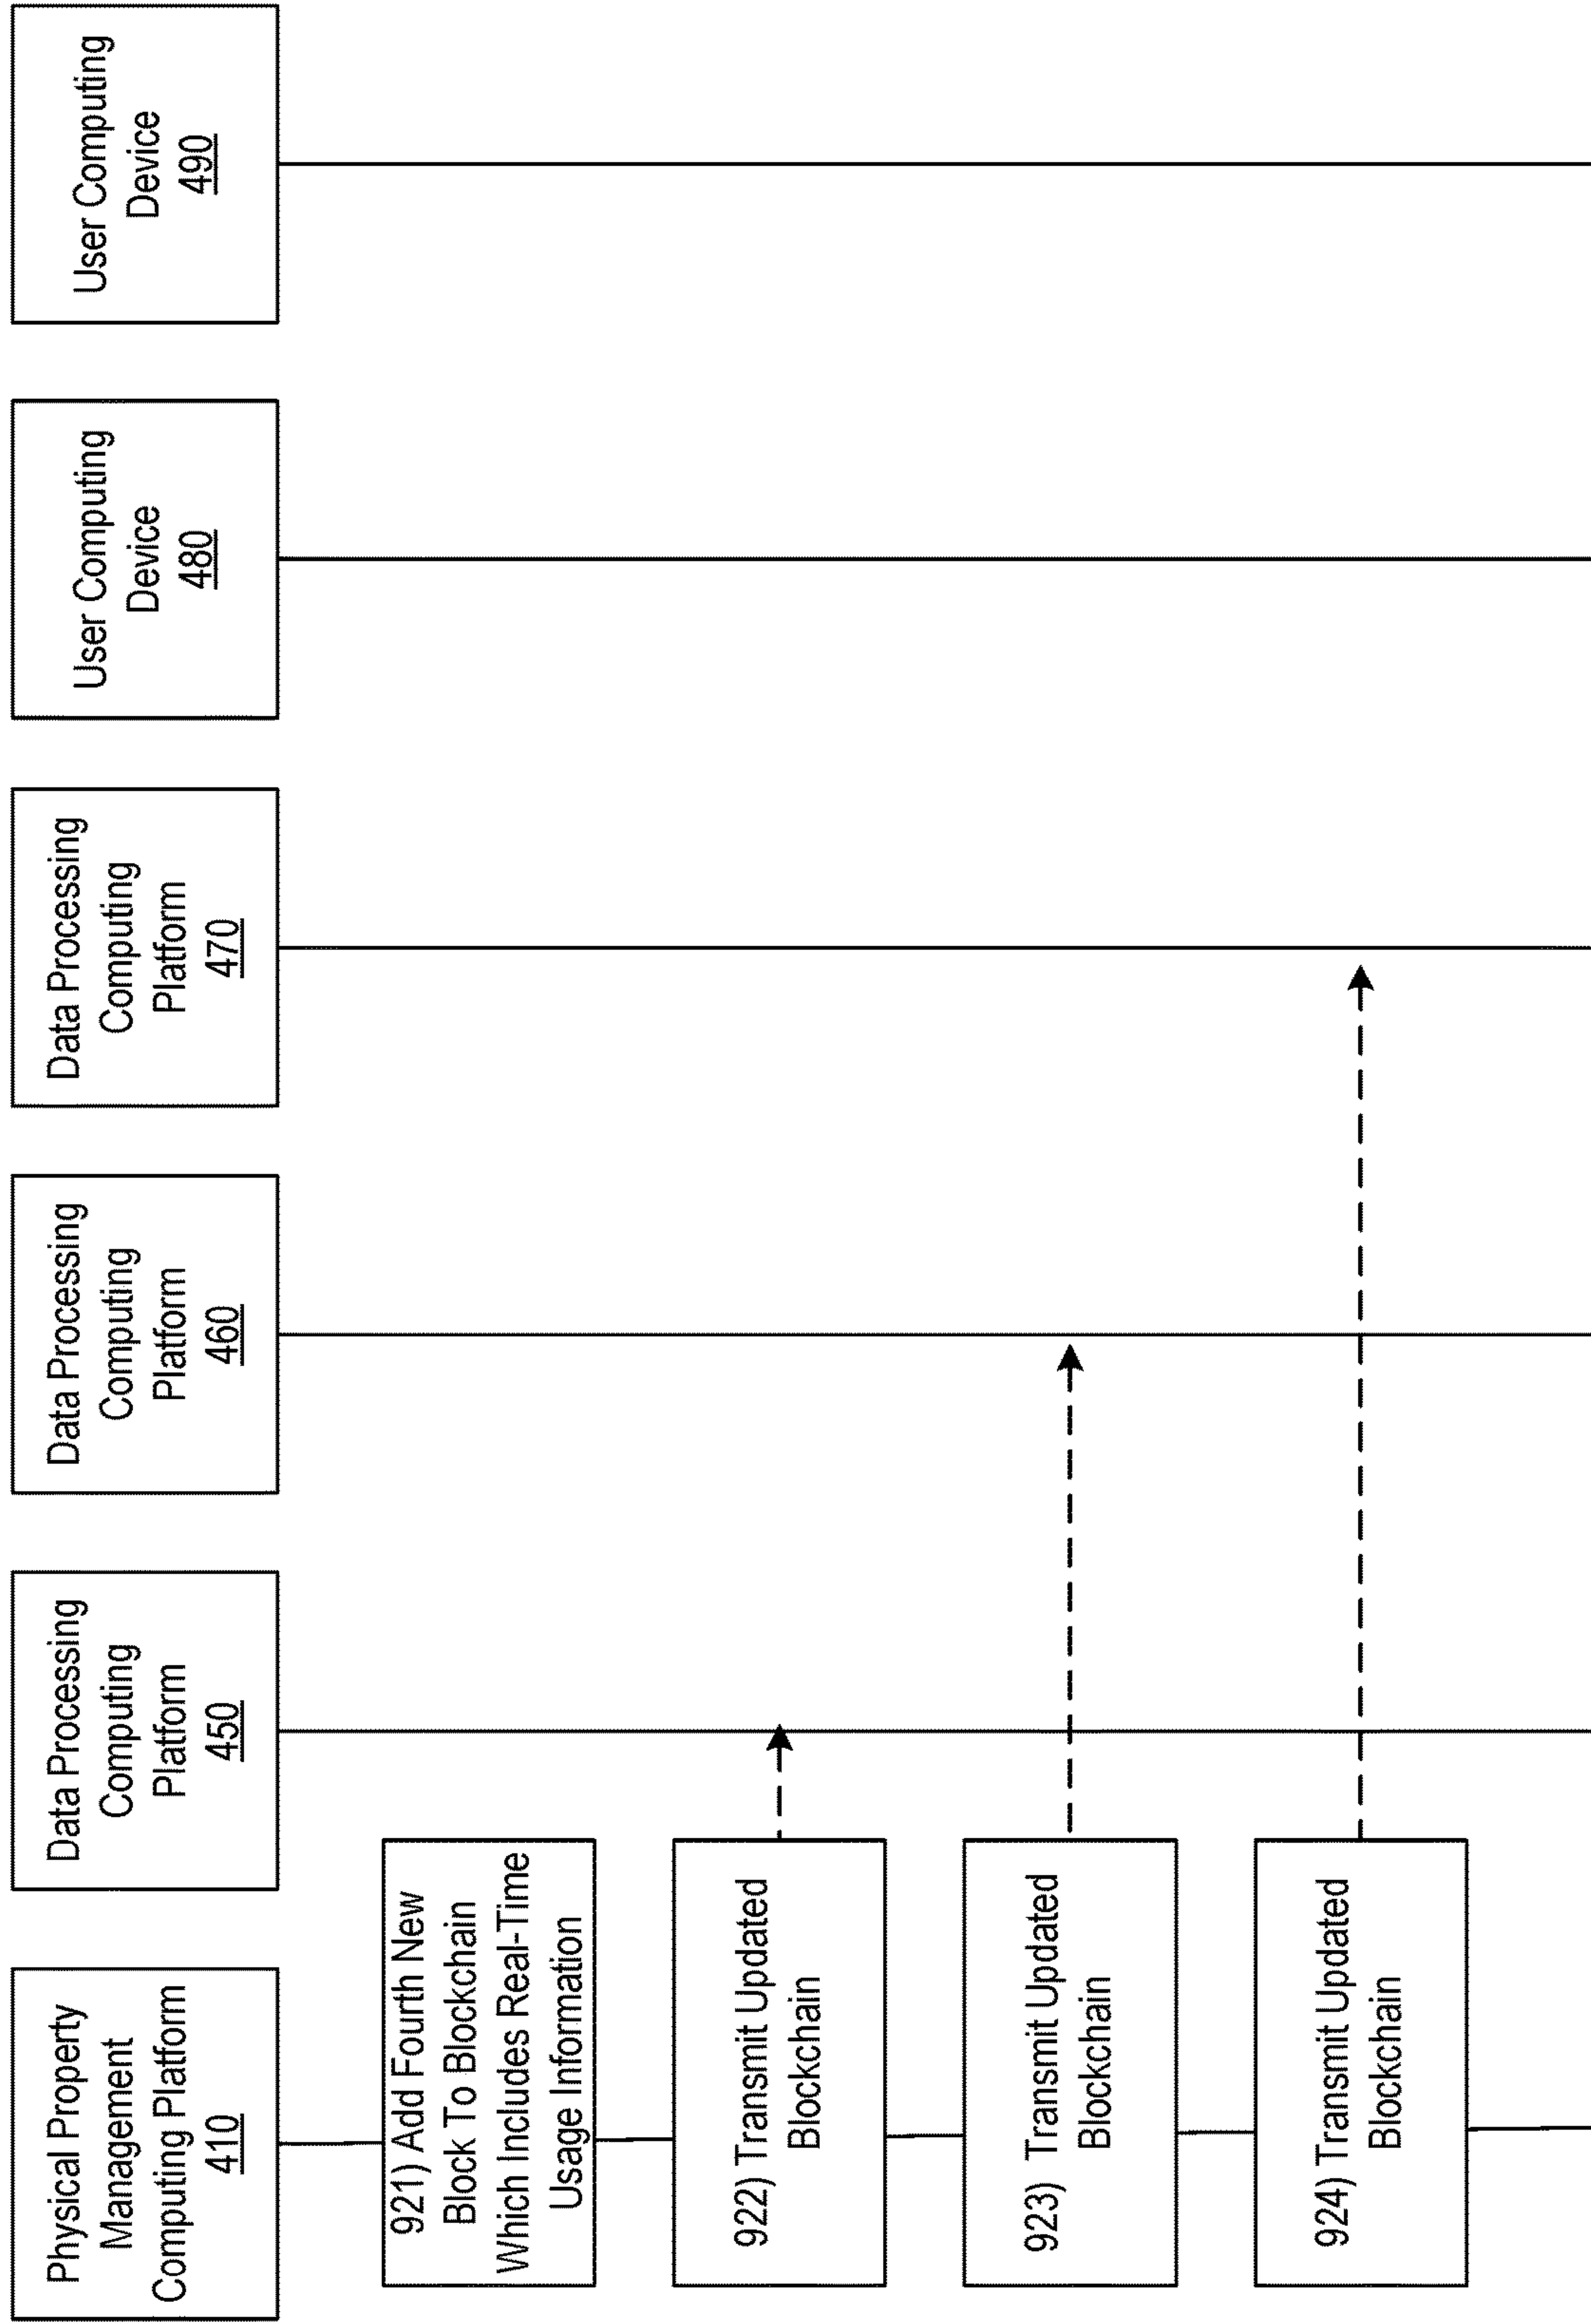 Physical Property
Management
Computing Platform
410
Data Processing
Computing
Platform
450
Data Processing
Computing
Platform
460
Data Processing
Computing
Platform
470
User Computing
Device
480
User Computing
Device
490
921) Add Fourth New
Block To Blockchain
Which Includes Real-Time
Usage Information
922) Transmit Updated
Blockchain
923) Transmit Updated
Blockchain
924) Transmit Updated
Blockchain